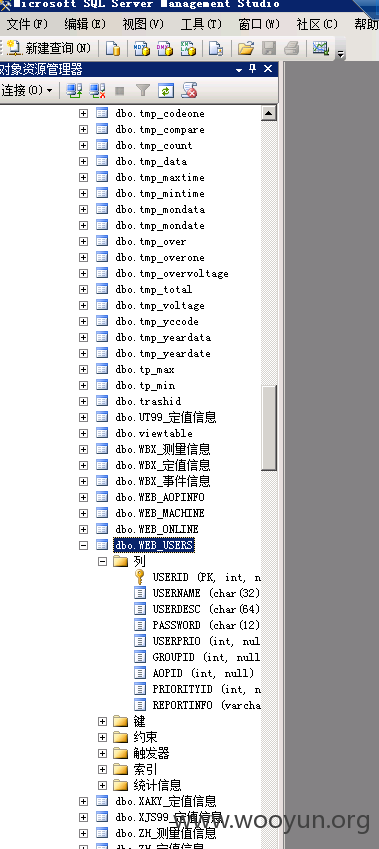 Microsoft SQL Server Management Studio
文件(F) 编辑(E) 视图(V) 工具(T) 窗口(W) 社区(C) 帮助
新建查询(N)
对象资源管理器
连接(O)
dbo.tmp_codeone
dbo.tmp_compare
dbo.tmp_count
dbo.tmp_data
dbo.tmp_maxtime
dbo.tmp_mintime
dbo.tmp_mondata
dbo.tmp_mondate
dbo.tmp_over
dbo.tmp_overone
dbo.tmp_overvoltage
dbo.tmp_total
dbo.tmp_voltage
dbo.tmp_yccode
dbo.tmp_yeardata
dbo.tmp_yeardate
dbo.tp_max
dbo.tp_min
dbo.trashid
dbo.UT99_定值信息
dbo.viewtable
dbo.WBX_测量信息
dbo.WBX_定值信息
dbo.WBX_事件信息
dbo.WEB_AOPINFO
dbo.WEB_MACHINE
dbo.WEB_ONLINE
dbo.WEB_USERS
列
USERID (PK, int, n
USERNAME (char(32)
USERDESC (char(64)
PASSWORD (char(12)
USERPRIO (int, null
GROUPID (int, null
AOPID (int, null)
PRIORITYID (int, n
REPORTINFO (varcha
键
约束
触发器
索引
统计信息
dbo.XAKY_定值信息
dbo.XJS99_定值信息
dbo.ZH_测量信息
dbo.ZH_定值信息
www.wooyun.org